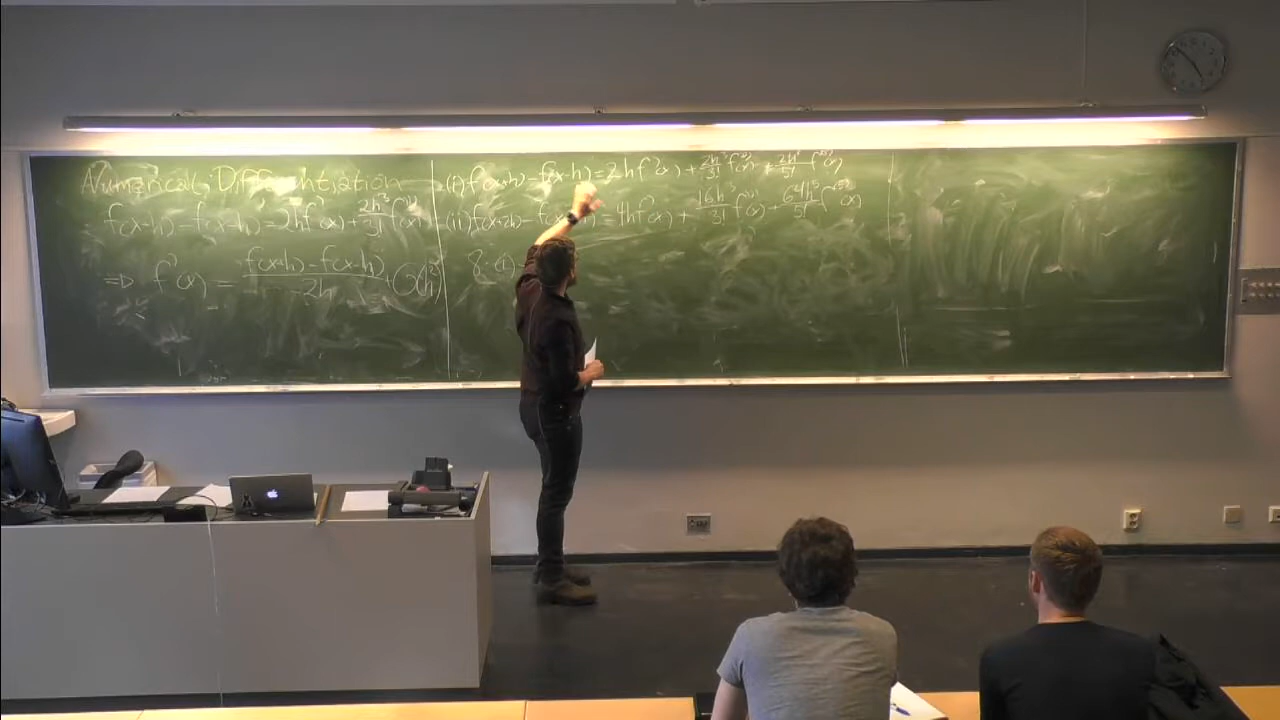 Numerical Differentiation
f(x+h) - f(x-h) = 2hf'(x) + 2h³/3! f'''(x)
=> f'(x) = (f(x+h) - f(x-h))/2h + O(h²)
(i) f(x+h) - f(x-h) = 2hf'(x) + 2h³/3! f'''(x) + 2h⁵/5! f⁽⁵⁾(x)
(ii) f(x+2h) - f(x = 4hf'(x) + 16h³/3! f'''(x) + 64h⁵/5! f⁽⁵⁾(x)
8·(i)